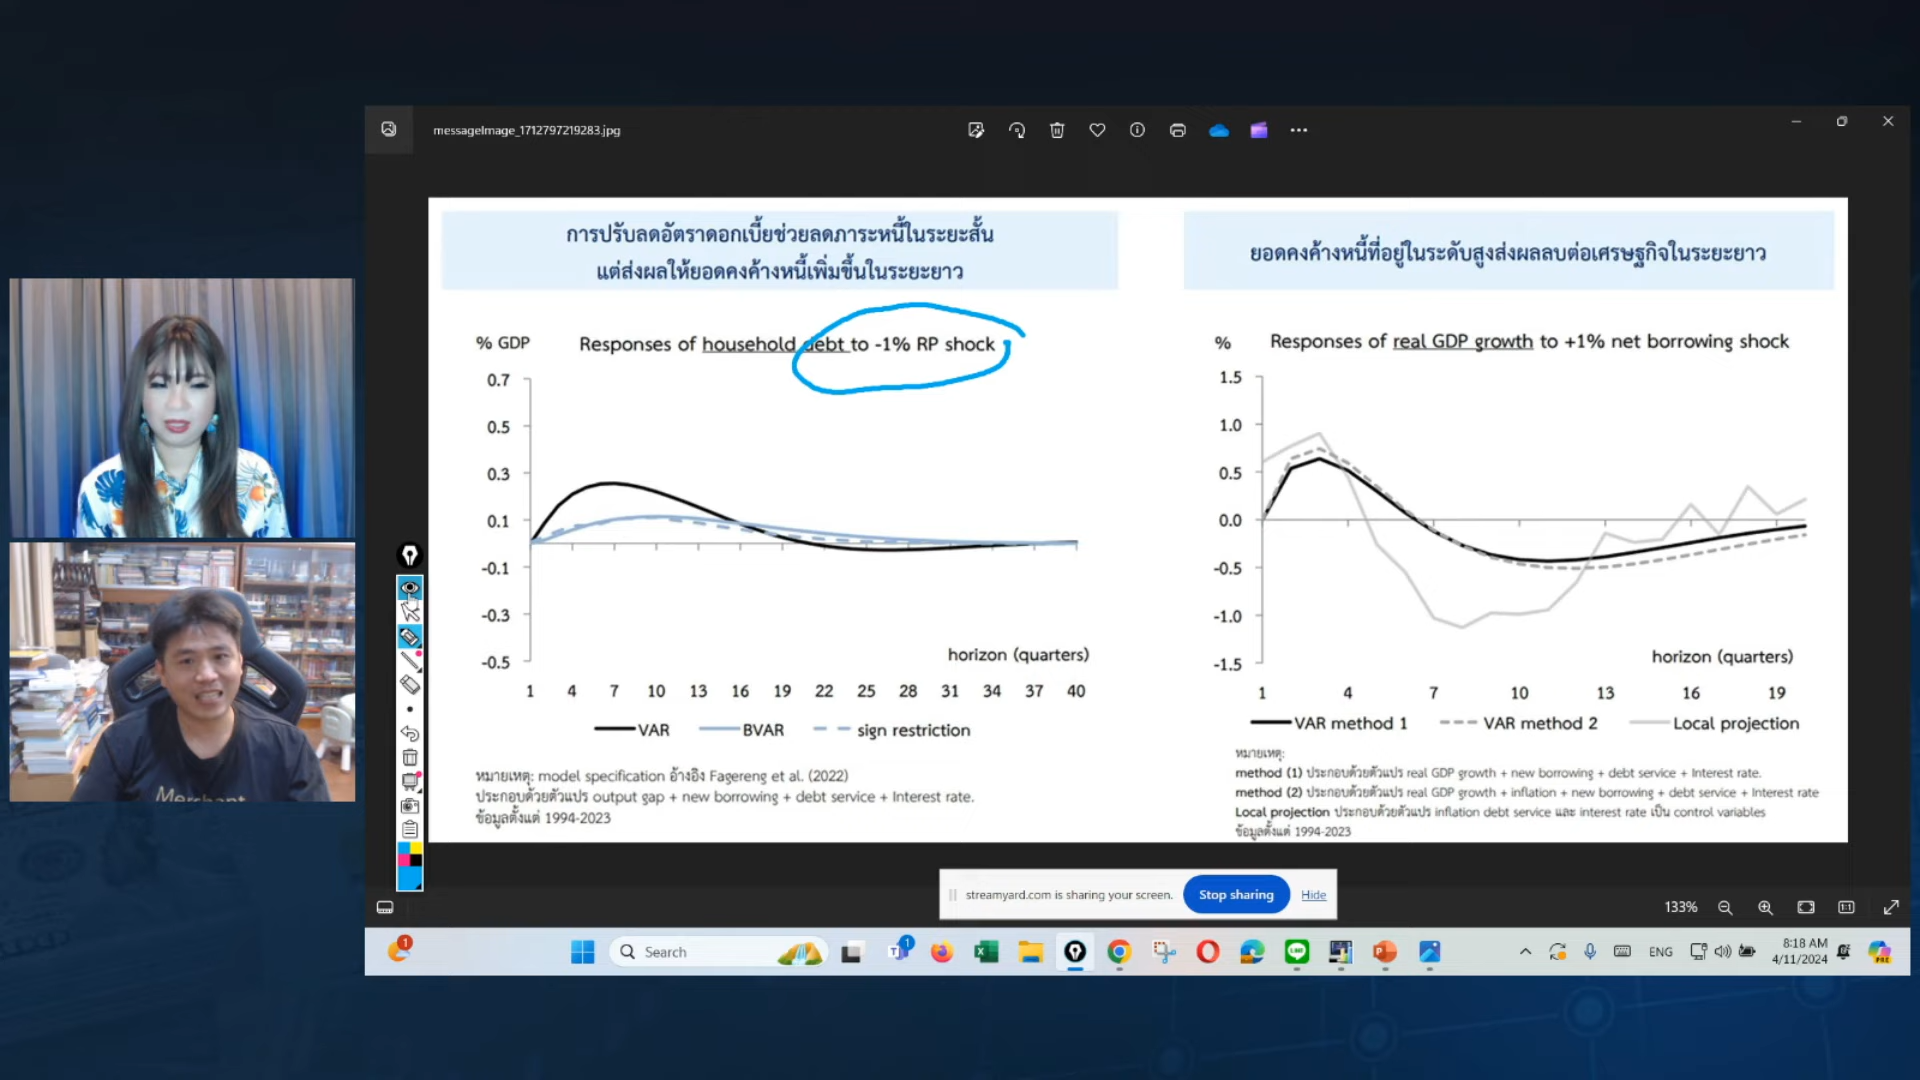 messageImage_1712797219283.jpg
การปรับลดอัตราดอกเบี้ยช่วยลดภาระหนี้ในระยะสั้น
แต่ส่งผลให้ยอดคงค้างหนี้เพิ่มขึ้นในระยะยาว
% GDP
Responses of household debt to -1% RP shock
0.7
0.5
0.3
0.1
-0.1
-0.3
-0.5
horizon (quarters)
1 4 7 10 13 16 19 22 25 28 31 34 37 40
VAR BVAR sign restriction
หมายเหตุ: model specification อ้างอิง Fagereng et al. (2022)
ประกอบด้วยตัวแปร output gap + new borrowing + debt service + Interest rate.
ข้อมูลตั้งแต่ 1994-2023
ยอดคงค้างหนี้ที่อยู่ในระดับสูงส่งผลลบต่อเศรษฐกิจในระยะยาว
%
Responses of real GDP growth to +1% net borrowing shock
1.5
1.0
0.5
0.0
-0.5
-1.0
-1.5
horizon (quarters)
1 4 7 10 13 16 19
VAR method 1 VAR method 2 Local projection
หมายเหตุ:
method (1) ประกอบด้วยตัวแปร real GDP growth + new borrowing + debt service + Interest rate.
method (2) ประกอบด้วยตัวแปร real GDP growth + inflation + new borrowing + debt service + Interest rate
Local projection ประกอบด้วยตัวแปร inflation debt service และ interest rate เป็น control variables
ข้อมูลตั้งแต่ 1994-2023
Merchant
streamyard.com is sharing your screen. Stop sharing Hide
133%
1
Search
1
ENG
8:18 AM
4/11/2024
PRE